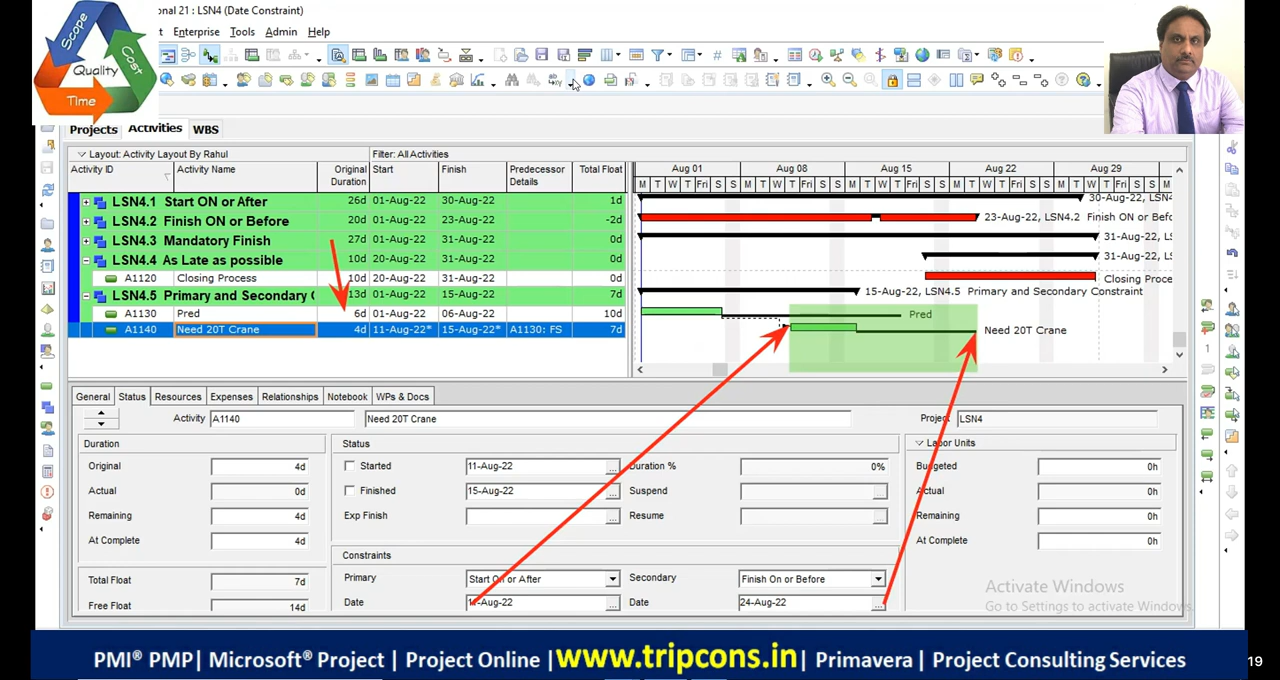 onal 21 : LSN4 (Date Constraint)
Scope
Cost
Quality
Time
t Enterprise Tools Admin Help
Projects Activities WBS
Layout: Activity Layout By Rahul Filter: All Activities
Activity ID Activity Name Original Duration Start Finish Predecessor Details Total Float
Aug 01 Aug 08 Aug 15 Aug 22 Aug 29
M T W T Fri S S M T W T Fri S S M T W T Fri S S M T W T Fri S S M T W T Fri S S M
LSN4.1 Start ON or After 26d 01-Aug-22 30-Aug-22 1d 30-Aug-22, LSN4
LSN4.2 Finish ON or Before 20d 01-Aug-22 23-Aug-22 -2d 23-Aug-22, LSN4.2 Finish ON or Befo
LSN4.3 Mandatory Finish 27d 01-Aug-22 31-Aug-22 0d 31-Aug-22, LS
LSN4.4 As Late as possible 10d 20-Aug-22 31-Aug-22 0d 31-Aug-22, LS
A1120 Closing Process 10d 20-Aug-22 31-Aug-22 0d Closing Proce
LSN4.5 Primary and Secondary C 13d 01-Aug-22 15-Aug-22 7d 15-Aug-22, LSN4.5 Primary and Secondary Constraint
A1130 Pred 6d 01-Aug-22 06-Aug-22 10d Pred
A1140 Need 20T Crane 4d 11-Aug-22* 15-Aug-22* A1130: FS 7d Need 20T Crane
General Status Resources Expenses Relationships Notebook WPs & Docs
Activity A1140 Need 20T Crane Project LSN4
Duration Status Labor Units
Original 4d Started 11-Aug-22 Duration % 0% Budgeted 0h
Actual 0d Finished 15-Aug-22 Suspend Actual 0h
Remaining 4d Exp Finish Resume Remaining 0h
At Complete 4d At Complete 0h
Constraints
Total Float 7d Primary Start On or After Secondary Finish On or Before
Free Float 14d Date 11-Aug-22 Date 24-Aug-22
Activate Windows
Go to Settings to activate Windows.
PMI® PMP| Microsoft® Project | Project Online |www.tripcons.in| Primavera | Project Consulting Services
19